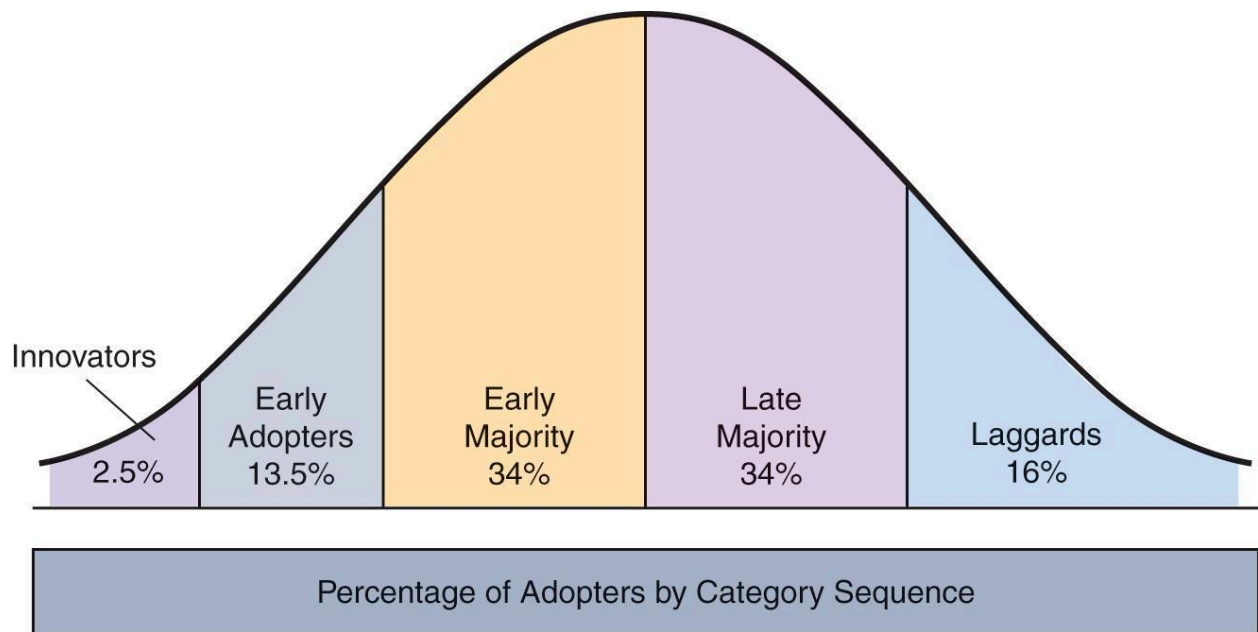 Innovators
2.5%
Early
Adopters
13.5%
Early
Majority
34%
Late
Majority
34%
Laggards
16%
Percentage of Adopters by Category Sequence